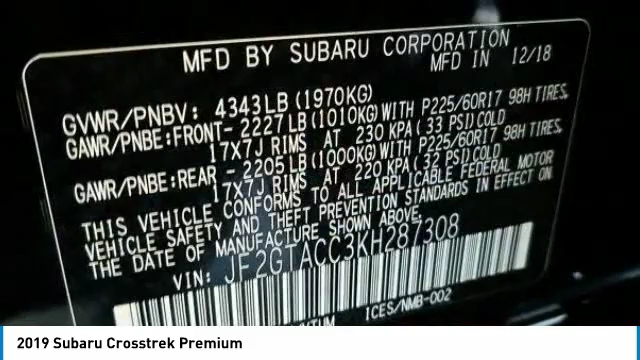 MFD BY SUBARU CORPORATION
MFD IN 12/18
GVWR/PNBV: 4343LB (1970KG)
GAWR/PNBE:FRONT- 2227LB (1010KG)WITH P225/60R17 98H TIRES,
17X7J RIMS AT 230 KPA (33 PSI)COLD
GAWR/PNBE:REAR - 2205LB (1000KG)WITH P225/60R17 98H TIRES,
17X7J RIMS AT 220 KPA (32 PSI)COLD
THIS VEHICLE CONFORMS TO ALL APPLICABLE FEDERAL MOTOR
VEHICLE SAFETY AND THEFT PREVENTION STANDARDS IN EFFECT ON
THE DATE OF MANUFACTURE SHOWN ABOVE.
VIN: JF2GTACC3KH287308
ICES/NMB-002
2019 Subaru Crosstrek Premium